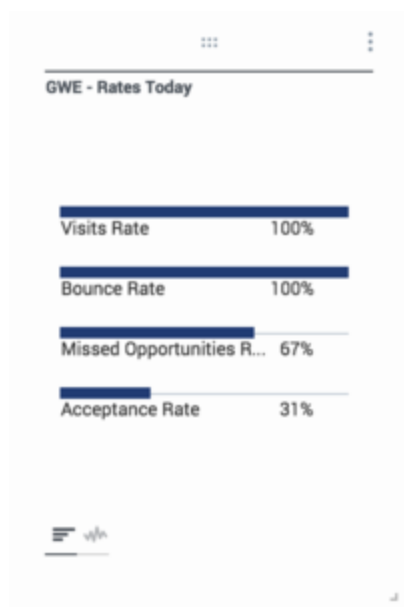 GWE - Rates Today
Visits Rate 100%
Bounce Rate 100%
Missed Opportunities R... 67%
Acceptance Rate 31%